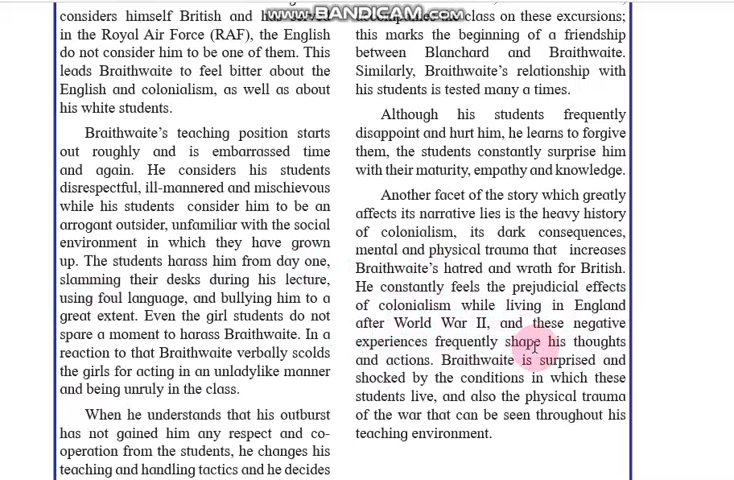 WWW.BANDICAM.COM
considers himself British and
in the Royal Air Force (RAF), the English
do not consider him to be one of them. This
leads Braithwaite to feel bitter about the
English and colonialism, as well as about
his white students.
Braithwaite's teaching position starts
out roughly and is embarrassed time
and again. He considers his students
disrespectful, ill-mannered and mischievous
while his students consider him to be an
arrogant outsider, unfamiliar with the social
environment in which they have grown
up. The students harass him from day one,
slamming their desks during his lecture,
using foul language, and bullying him to a
great extent. Even the girl students do not
spare a moment to harass Braithwaite. In a
reaction to that Braithwaite verbally scolds
the girls for acting in an unladylike manner
and being unruly in the class.
When he understands that his outburst
has not gained him any respect and co-
operation from the students, he changes his
teaching and handling tactics and he decides
class on these excursions;
this marks the beginning of a friendship
between Blanchard and Braithwaite.
Similarly, Braithwaite's relationship with
his students is tested many a times.
Although his students frequently
disappoint and hurt him, he learns to forgive
them, the students constantly surprise him
with their maturity, empathy and knowledge.
Another facet of the story which greatly
affects its narrative lies is the heavy history
of colonialism, its dark consequences,
mental and physical trauma that increases
Braithwaite's hatred and wrath for British.
He constantly feels the prejudicial effects
of colonialism while living in England
after World War II, and these negative
experiences frequently shape his thoughts
and actions. Braithwaite is surprised and
shocked by the conditions in which these
students live, and also the physical trauma
of the war that can be seen throughout his
teaching environment.